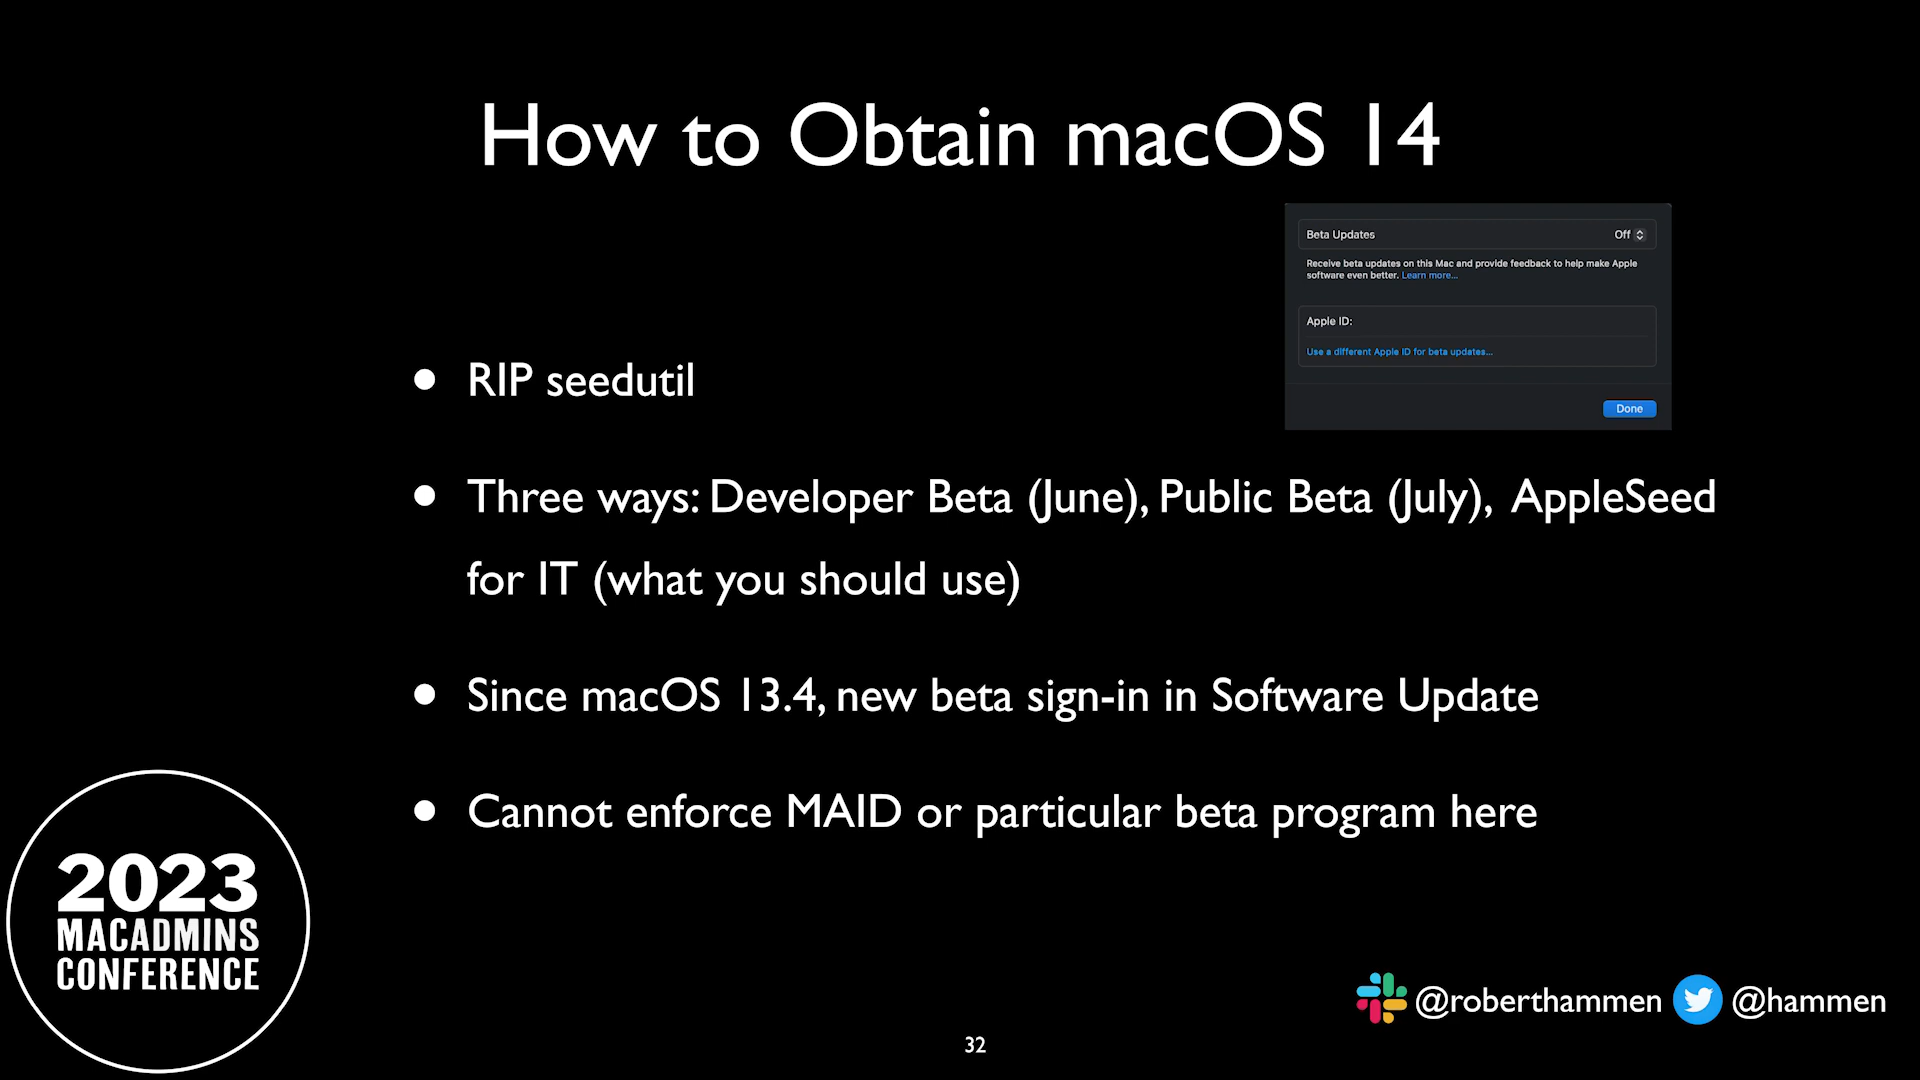 How to Obtain macOS 14
Beta Updates
Off
Receive beta updates on this Mac and provide feedback to help make Apple
software even better. Learn more...
Apple ID:
Use a different Apple ID for beta updates...
Done
• RIP seedutil
• Three ways: Developer Beta (June), Public Beta (July), AppleSeed
for IT (what you should use)
• Since macOS 13.4, new beta sign-in in Software Update
• Cannot enforce MAID or particular beta program here
2023
MACADMINS
CONFERENCE
@roberthammen @hammen
32